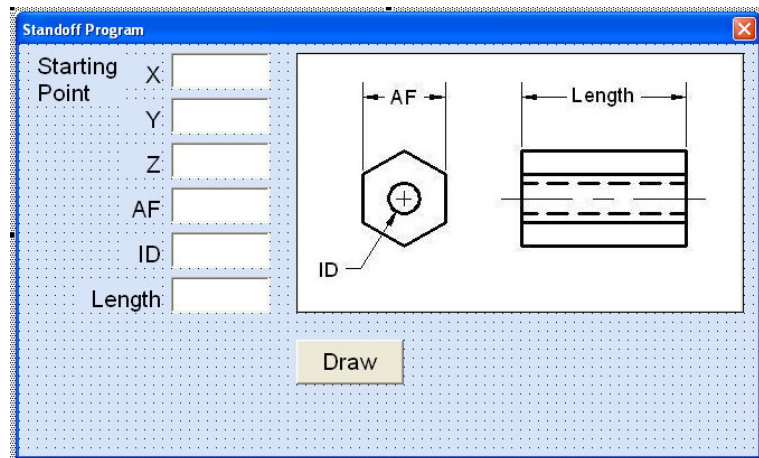 Standoff Program
Starting
Point
X
Y
Z
AF
ID
Length
AF
Length
ID
Draw